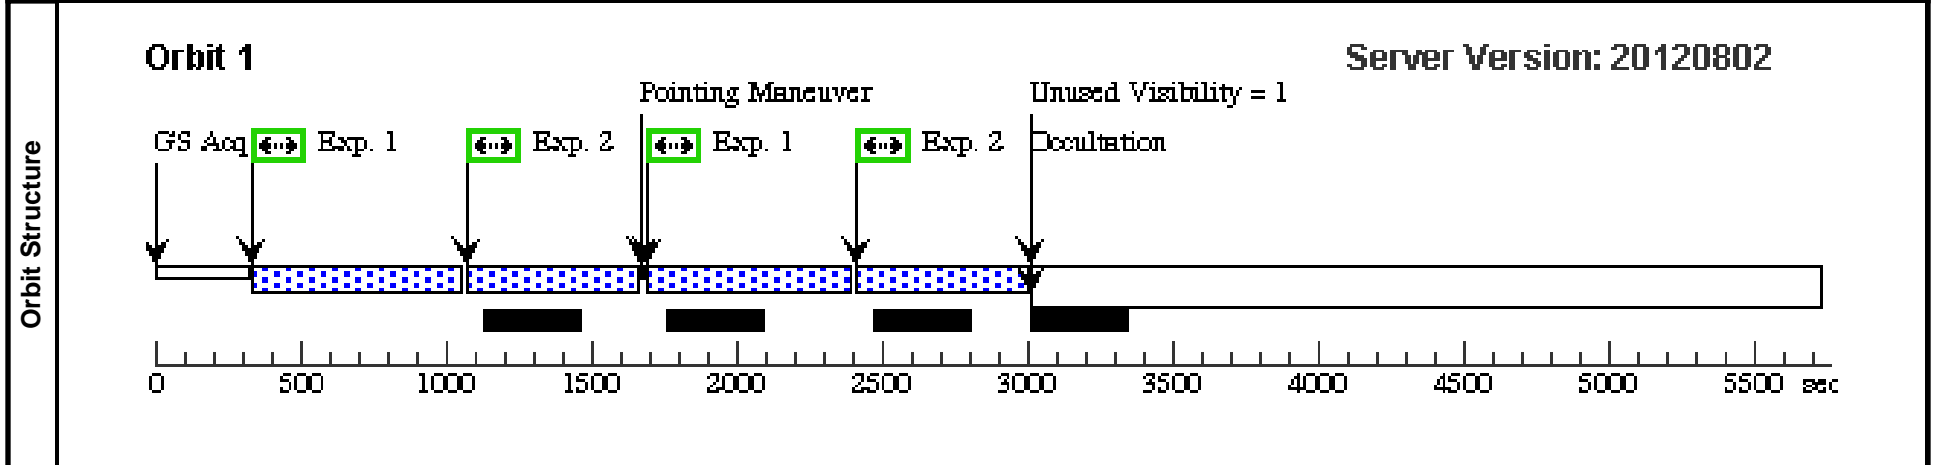 Orbit Structure
Orbit 1
Server Version: 20120802
Pointing Maneuver
Unused Visibility = 1
GS Acq
Exp. 1
Exp. 2
Exp. 1
Exp. 2
Occultation
0 500 1000 1500 2000 2500 3000 3500 4000 4500 5000 5500 sec